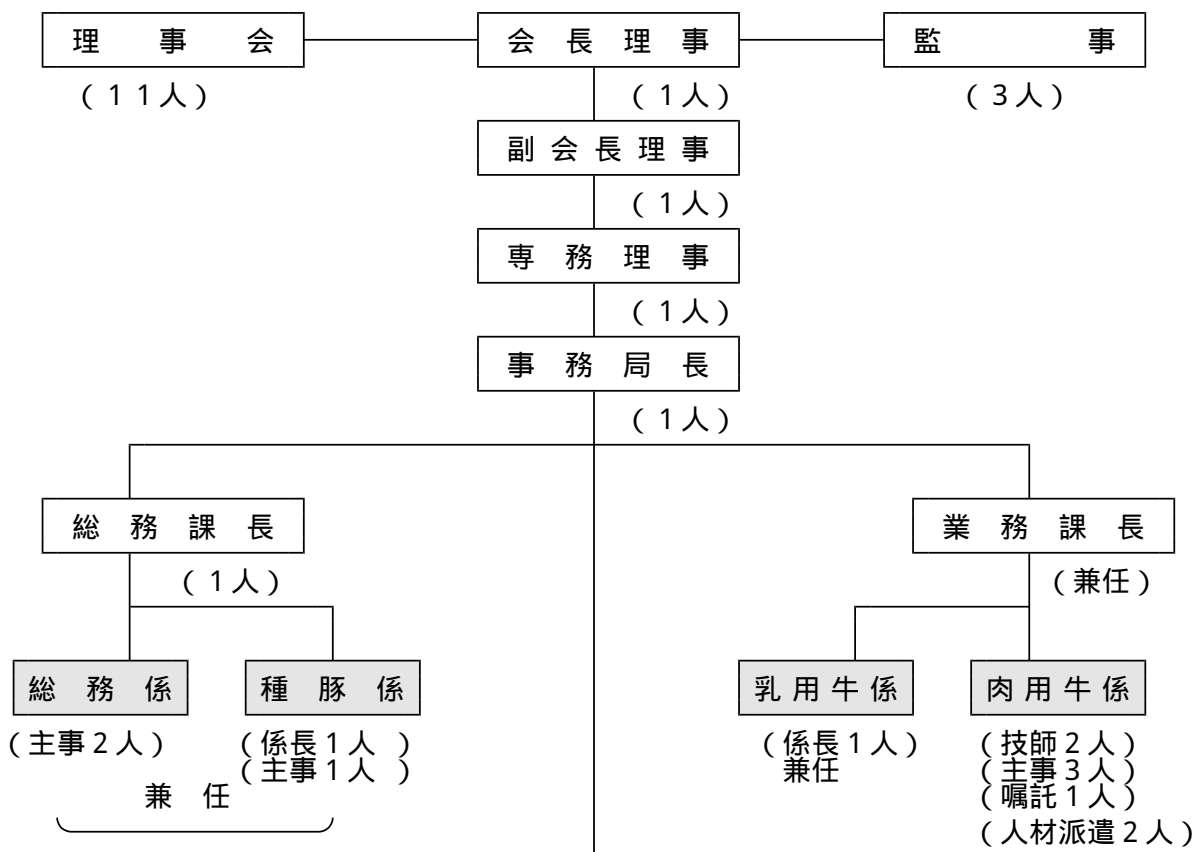 理事会 会長理事 監事
(11人) (1人) (3人)
副会長理事
(1人)
専務理事
(1人)
事務局長
(1人)
総務課長 業務課長
(1人) (兼任)
総務係 種豚係 乳用牛係 肉用牛係
(主事2人) (係長1人) (係長1人) (技師2人)
(主事1人) 兼任 (主事3人)
兼任 (嘱託1人)
(人材派遣2人)